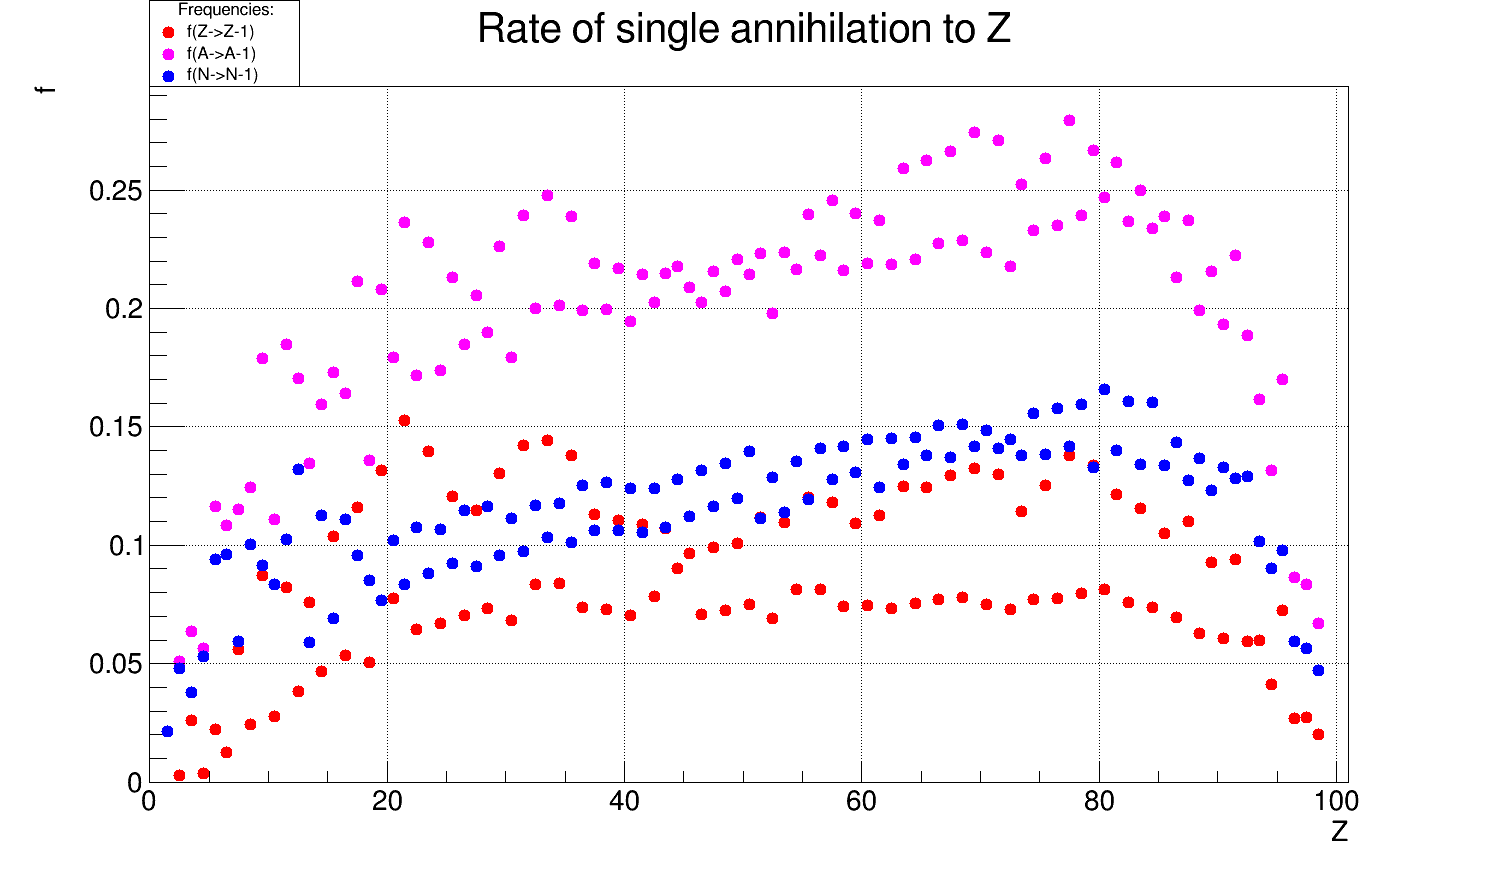 Rate of single annihilation to Z
Frequencies:
f(Z->Z-1)
f(A->A-1)
f(N->N-1)
f
0.25
0.2
0.15
0.1
0.05
0
0 20 40 60 80 100
Z